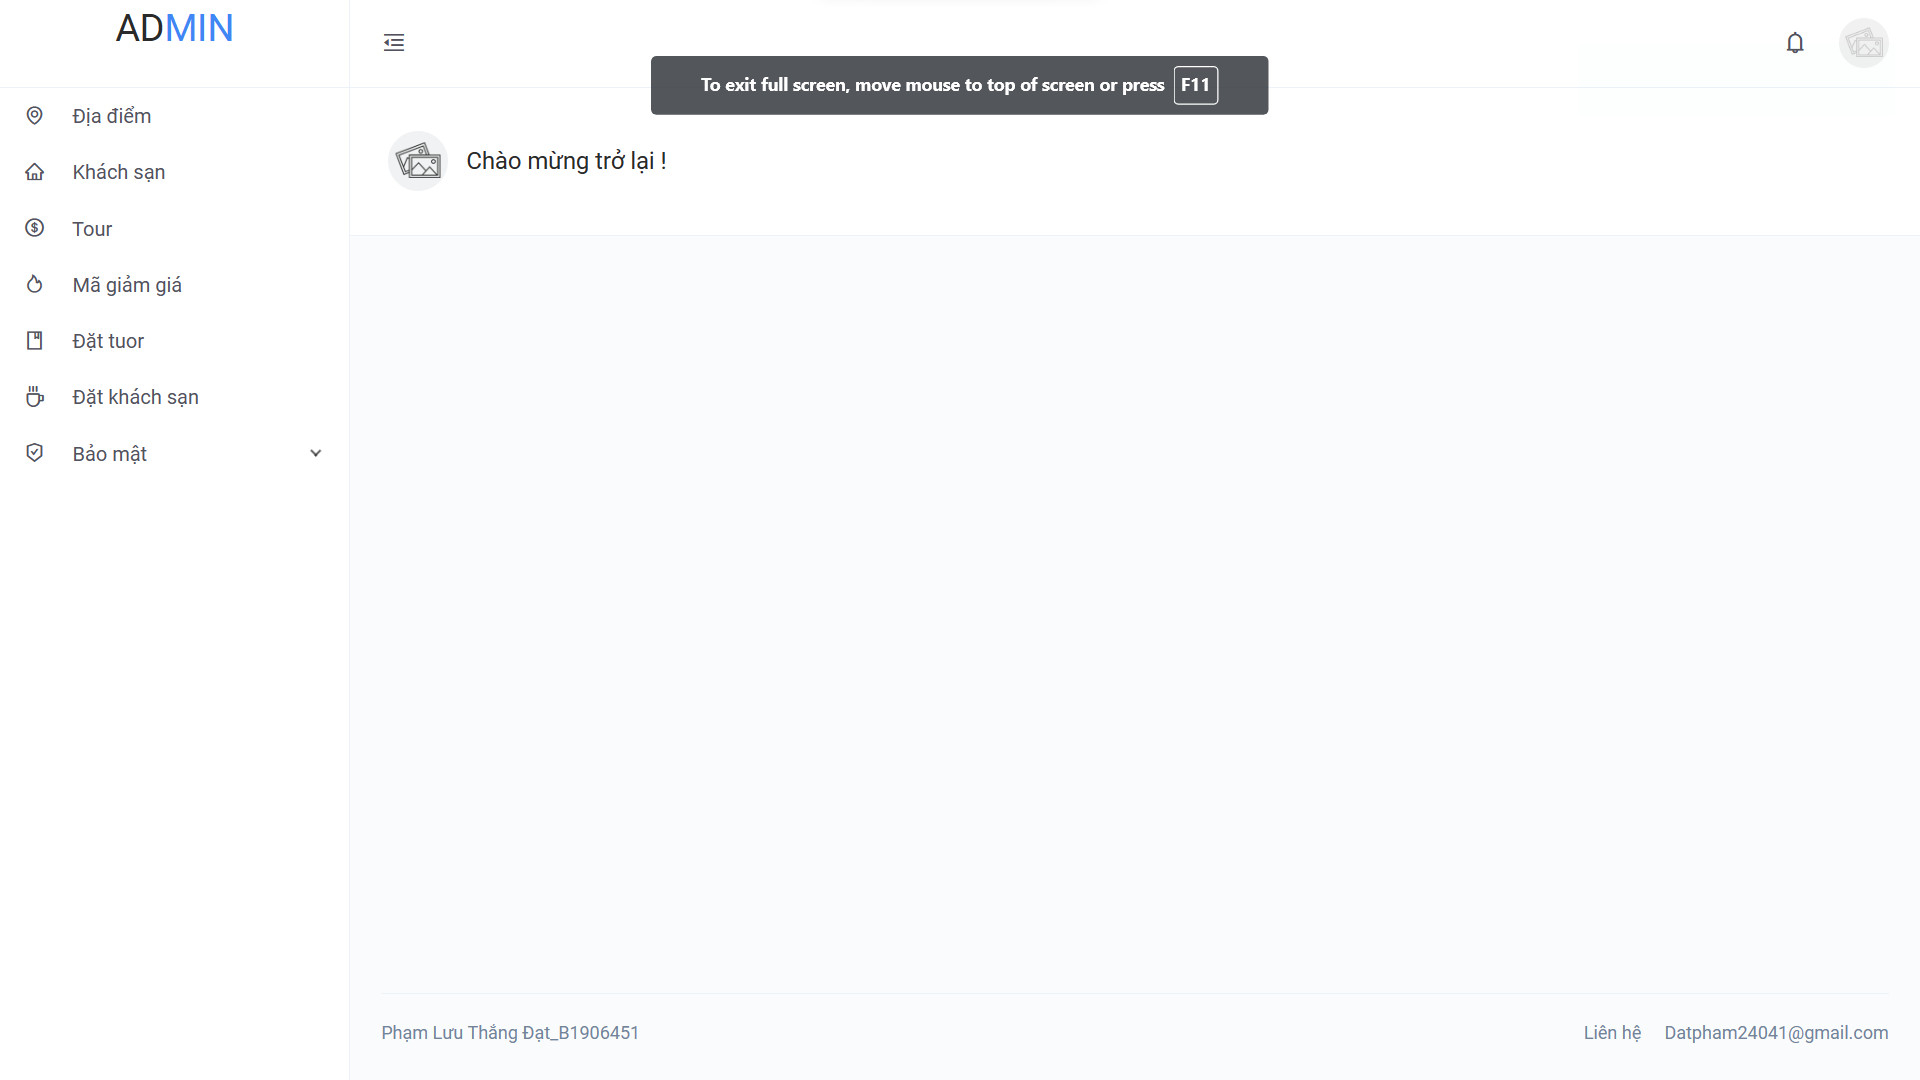 ADMIN
To exit full screen, move mouse to top of screen or press F11
Địa điểm
Khách sạn
Tour
Mã giảm giá
Đặt tuor
Đặt khách sạn
Bảo mật
Chào mừng trở lại !
Phạm Lưu Thắng Đạt_B1906451
Liên hệ Datpham24041@gmail.com